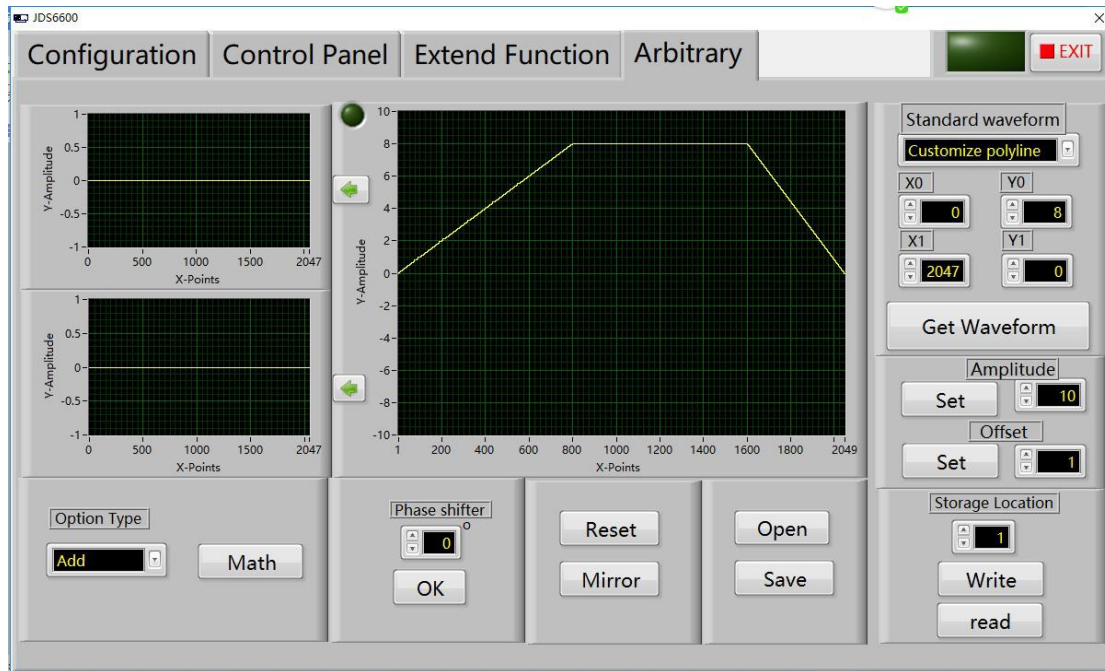 JDS6600
Configuration
Control Panel
Extend Function
Arbitrary
EXIT
1
0.5
0
-0.5
-1
Y-Amplitude
0 500 1000 1500 2047
X-Points
1
0.5
0
-0.5
-1
Y-Amplitude
0 500 1000 1500 2047
X-Points
10
8
6
4
2
0
-2
-4
-6
-8
-10
Y-Amplitude
1 200 400 600 800 1000 1200 1400 1600 1800 2049
X-Points
Standard waveform
Customize polyline
X0 Y0
0 8
X1 Y1
2047 0
Get Waveform
Amplitude
Set 10
Offset
Set 1
Option Type
Add
Math
Phase shifter
0 o
OK
Reset
Mirror
Open
Save
Storage Location
1
Write
read